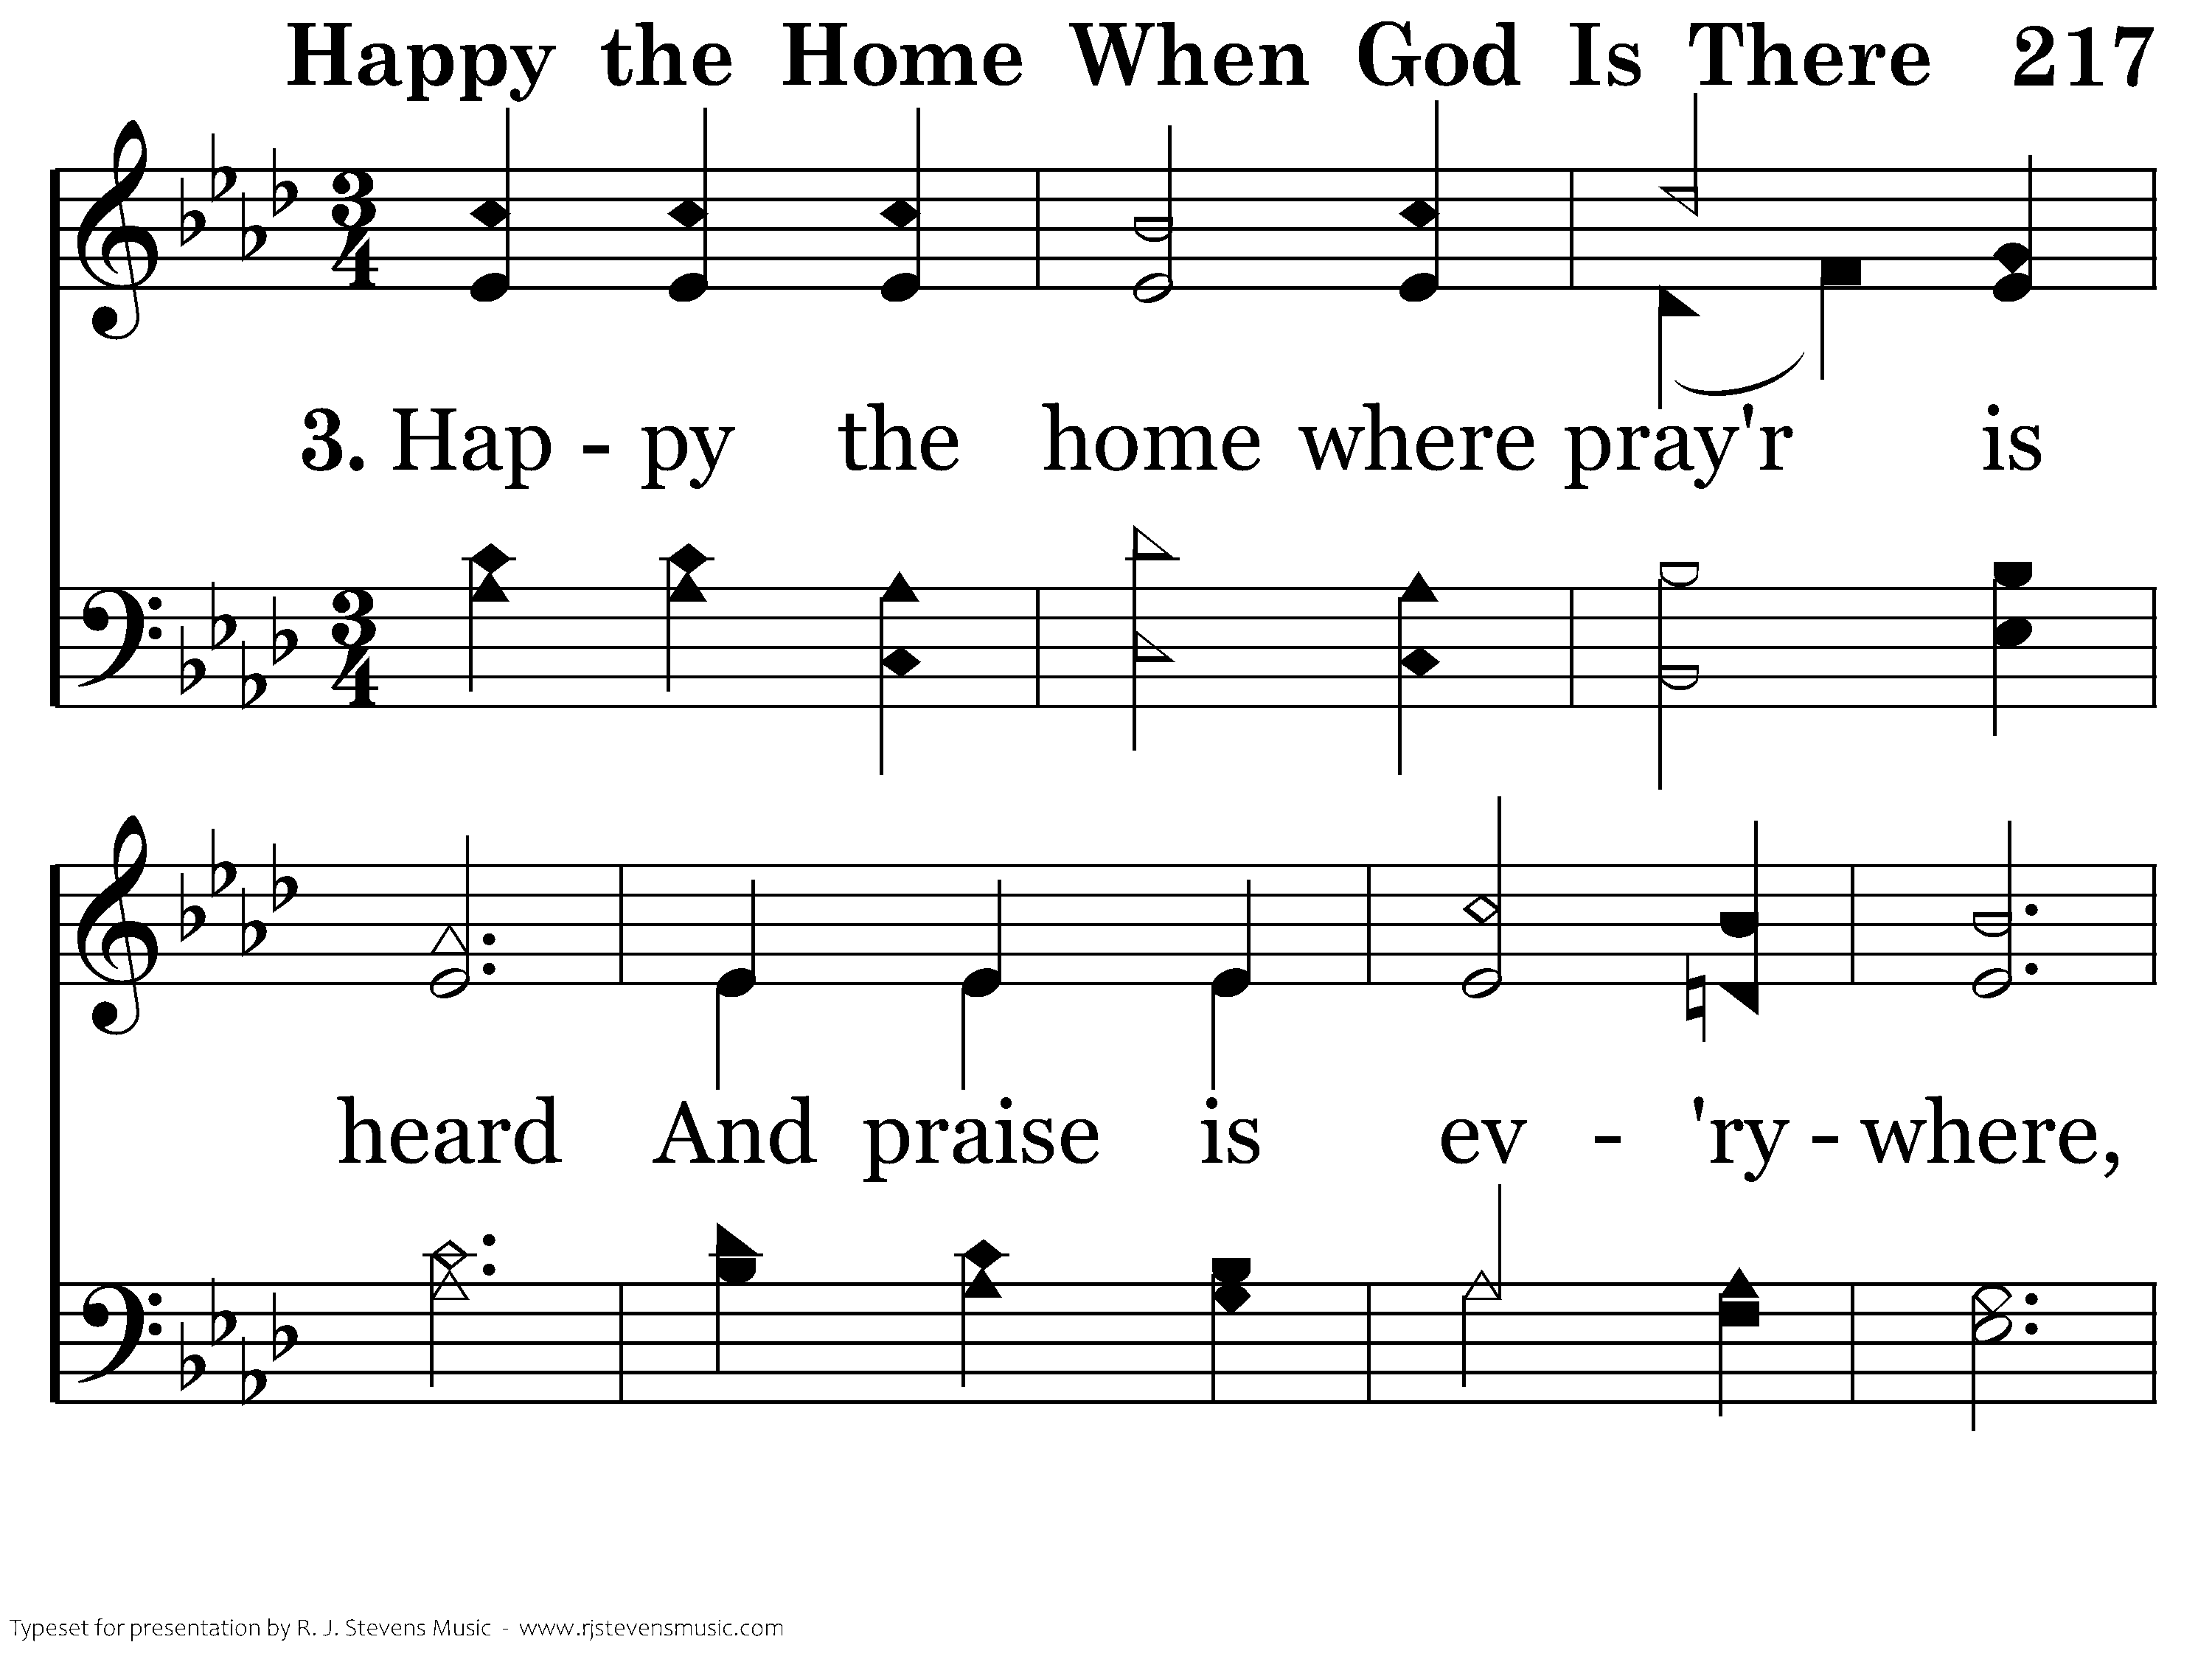 Happy the Home When God Is There 217
3. Hap - py the home where pray'r is
heard And praise is ev - 'ry - where,
Typeset for presentation by R. J. Stevens Music - www.rjstevensmusic.com